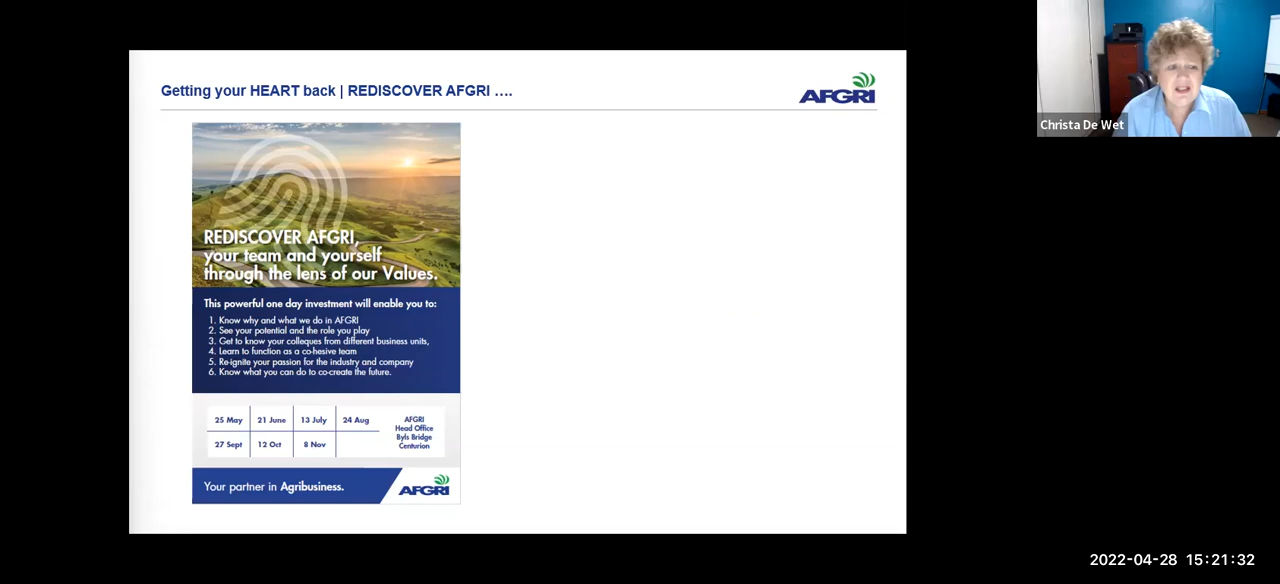 Getting your HEART back | REDISCOVER AFGRI ....
AFGRI
Christa De Wet
REDISCOVER AFGRI,
your team and yourself
through the lens of our Values.
This powerful one day investment will enable you to:
1. Know why and what we do in AFGRI
2. See your potential and the role you play
3. Get to know your colleques from different business units,
4. Learn to function as a co-hesive team
5. Re-ignite your passion for the industry and company
6. Know what you can do to co-create the future.
25 May 21 June 13 July 24 Aug
27 Sept 12 Oct 8 Nov
AFGRI
Head Office
Byls Bridge
Centurion
Your partner in Agribusiness.
AFGRI
2022-04-28 15:21:32